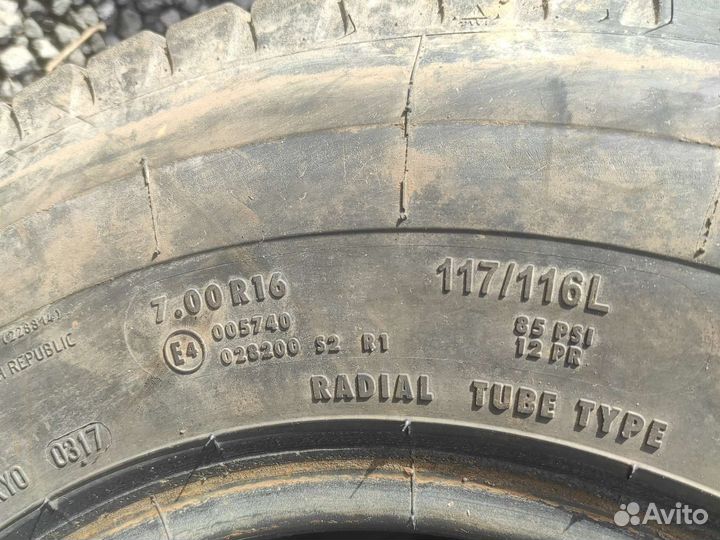 7.00 R16
117/116L
E4
005740
028200 S2 R1
85 PSI
12 PR
(228814)
REPUBLIC
RADIAL TUBE TYPE
0317
Avito